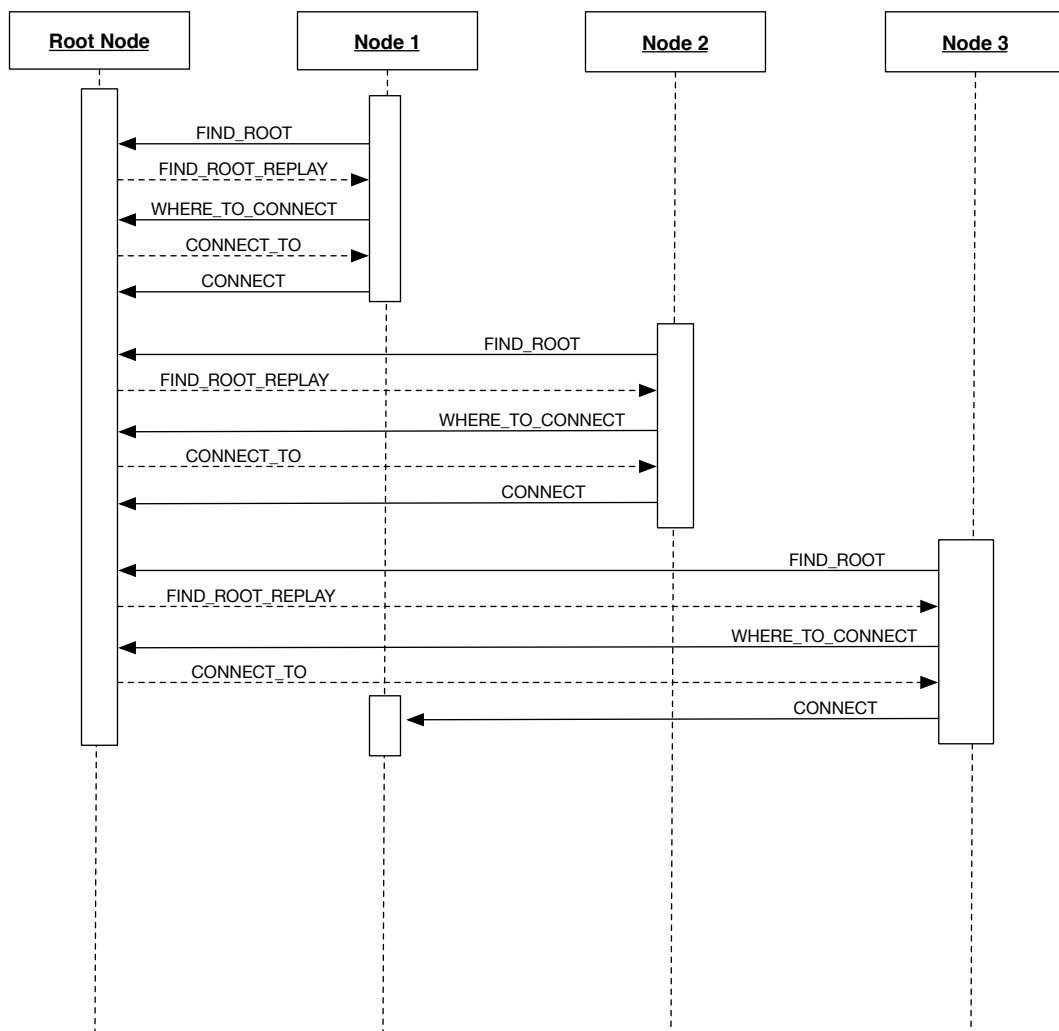 Root Node
Node 1
Node 2
Node 3
FIND_ROOT
FIND_ROOT_REPLAY
WHERE_TO_CONNECT
CONNECT_TO
CONNECT
FIND_ROOT
FIND_ROOT_REPLAY
WHERE_TO_CONNECT
CONNECT_TO
CONNECT
FIND_ROOT
FIND_ROOT_REPLAY
WHERE_TO_CONNECT
CONNECT_TO
CONNECT